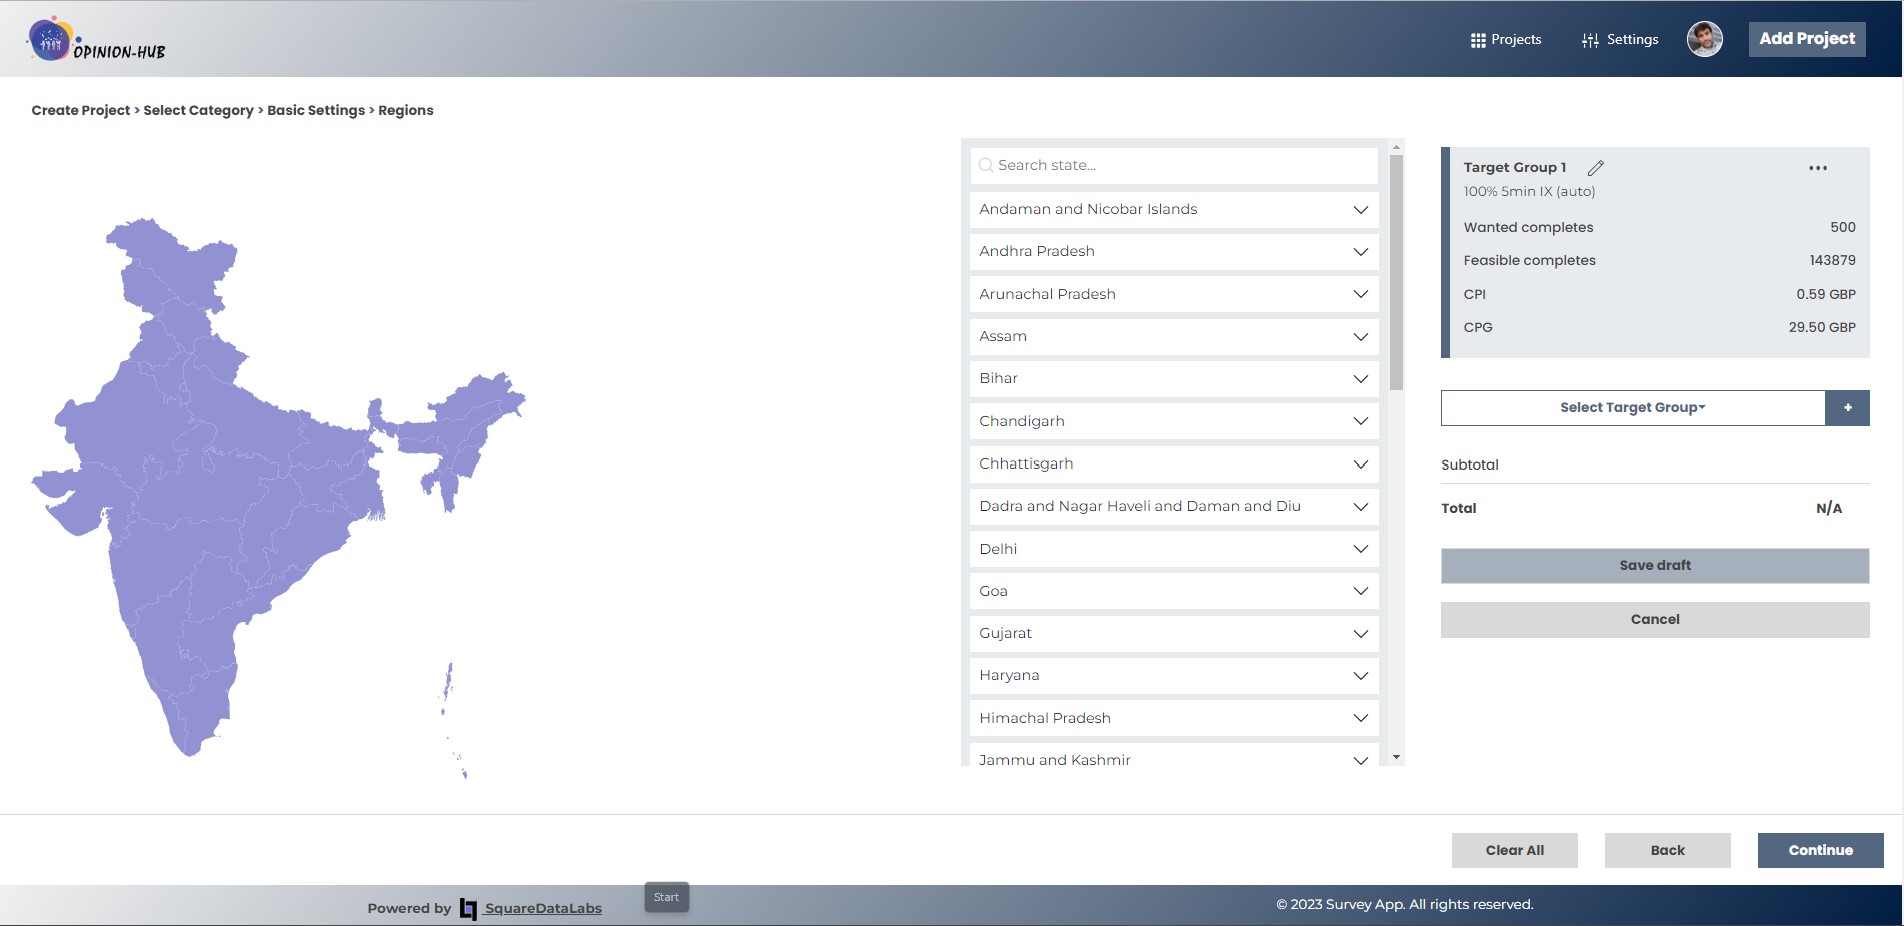 OPINION-HUB
Projects
Settings
Add Project
Create Project > Select Category > Basic Settings > Regions
Search state...
Andaman and Nicobar Islands
Andhra Pradesh
Arunachal Pradesh
Assam
Bihar
Chandigarh
Chhattisgarh
Dadra and Nagar Haveli and Daman and Diu
Delhi
Goa
Gujarat
Haryana
Himachal Pradesh
Jammu and Kashmir
Target Group 1
100% 5min IX (auto)
Wanted completes 500
Feasible completes 143879
CPI 0.59 GBP
CPG 29.50 GBP
Select Target Group
+
Subtotal
Total N/A
Save draft
Cancel
Clear All
Back
Continue
Powered by SquareDataLabs
Start
© 2023 Survey App. All rights reserved.